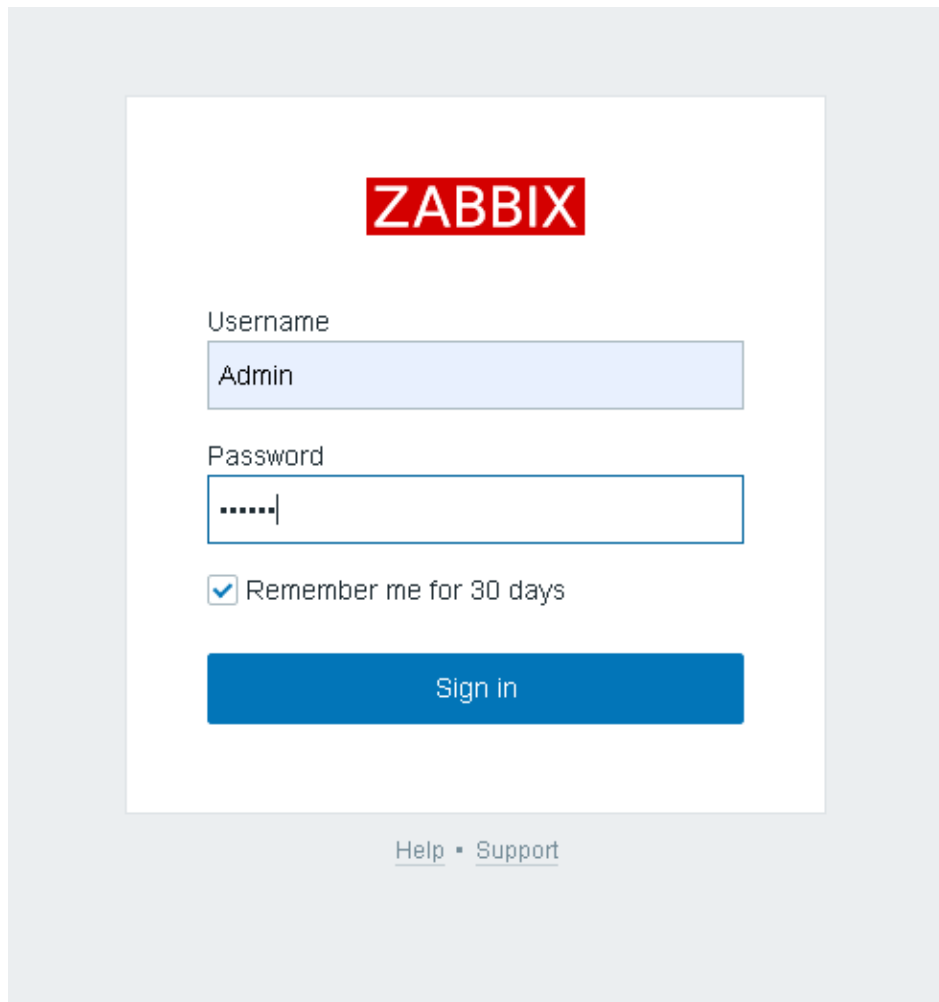 ZABBIX
Username
Admin
Password
••••••
Remember me for 30 days
Sign in
Help ▪ Support